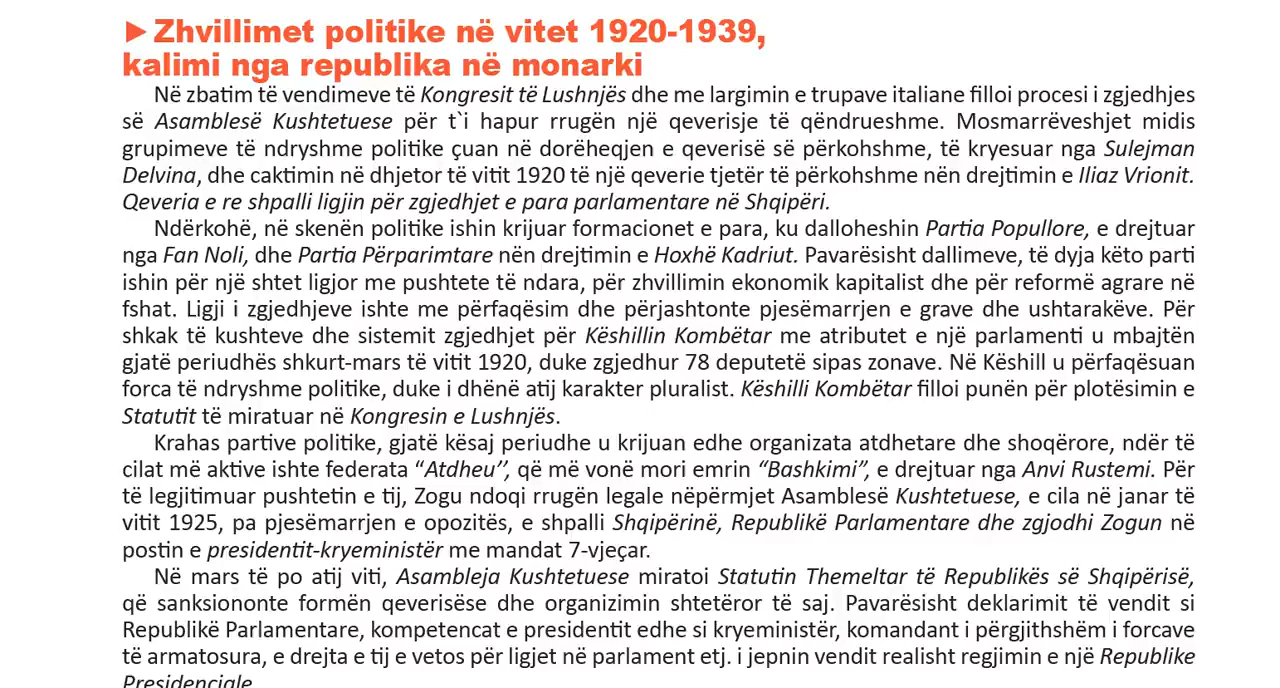 ►Zhvillimet politike në vitet 1920-1939,
kalimi nga republika në monarki
Në zbatim të vendimeve të Kongresit të Lushnjës dhe me largimin e trupave italiane filloi procesi i zgjedhjes
së Asamblesë Kushtetuese për t`i hapur rrugën një qeverisje të qëndrueshme. Mosmarrëveshjet midis
grupimeve të ndryshme politike çuan në dorëheqjen e qeverisë së përkohshme, të kryesuar nga Sulejman
Delvina, dhe caktimin në dhjetor të vitit 1920 të një qeverie tjetër të përkohshme nën drejtimin e Iliaz Vrionit.
Qeveria e re shpalli ligjin për zgjedhjet e para parlamentare në Shqipëri.
Ndërkohë, në skenën politike ishin krijuar formacionet e para, ku dalloheshin Partia Popullore, e drejtuar
nga Fan Noli, dhe Partia Përparimtare nën drejtimin e Hoxhë Kadriut. Pavarësisht dallimeve, të dyja këto parti
ishin për një shtet ligjor me pushtete të ndara, për zhvillimin ekonomik kapitalist dhe për reformë agrare në
fshat. Ligji i zgjedhjeve ishte me përfaqësim dhe përjashtonte pjesëmarrjen e grave dhe ushtarakëve. Për
shkak të kushteve dhe sistemit zgjedhjet për Këshillin Kombëtar me atributet e një parlamenti u mbajtën
gjatë periudhës shkurt-mars të vitit 1920, duke zgjedhur 78 deputetë sipas zonave. Në Këshill u përfaqësuan
forca të ndryshme politike, duke i dhënë atij karakter pluralist. Këshilli Kombëtar filloi punën për plotësimin e
Statutit të miratuar në Kongresin e Lushnjës.
Krahas partive politike, gjatë kësaj periudhe u krijuan edhe organizata atdhetare dhe shoqërore, ndër të
cilat më aktive ishte federata “Atdheu’’, që më vonë mori emrin “Bashkimi”, e drejtuar nga Anvi Rustemi. Për
të legjitimuar pushtetin e tij, Zogu ndoqi rrugën legale nëpërmjet Asamblesë Kushtetuese, e cila në janar të
vitit 1925, pa pjesëmarrjen e opozitës, e shpalli Shqipërinë, Republikë Parlamentare dhe zgjodhi Zogun në
postin e presidentit-kryeministër me mandat 7-vjeçar.
Në mars të po atij viti, Asambleja Kushtetuese miratoi Statutin Themeltar të Republikës së Shqipërisë,
që sanksiononte formën qeverisëse dhe organizimin shtetëror të saj. Pavarësisht deklarimit të vendit si
Republikë Parlamentare, kompetencat e presidentit edhe si kryeministër, komandant i përgjithshëm i forcave
të armatosura, e drejta e tij e vetos për ligjet në parlament etj. i jepnin vendit realisht regjimin e një Republike
Presidenciale